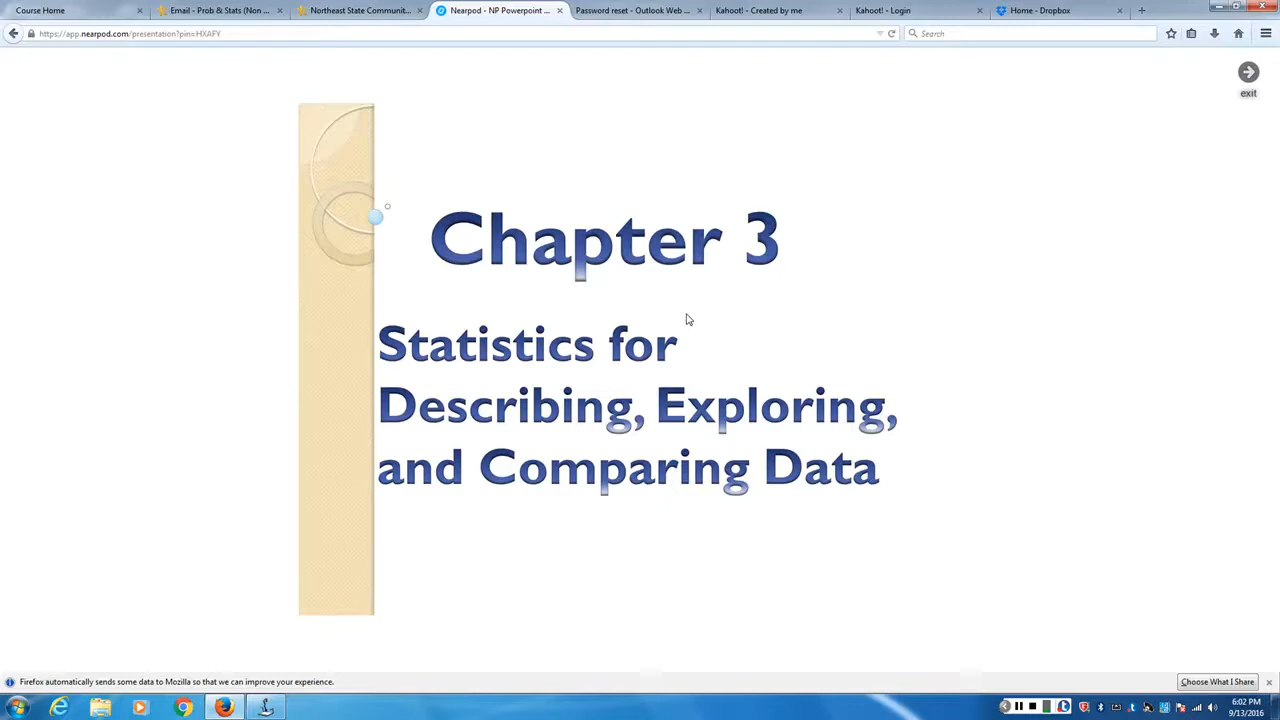 Course Home
Email - Prob & Stats (Non ...
Northeast State Communit...
Nearpod - NP Powerpoint ...
Password reset - Outlook Web ...
Kahoot! - Created by me
Kahoot! - Login
Home - Dropbox
https://app.nearpod.com/presentation?pin=HXAFY
Search
exit
Chapter 3
Statistics for
Describing, Exploring,
and Comparing Data
Firefox automatically sends some data to Mozilla so that we can improve your experience.
Choose What I Share
6:02 PM
9/13/2016